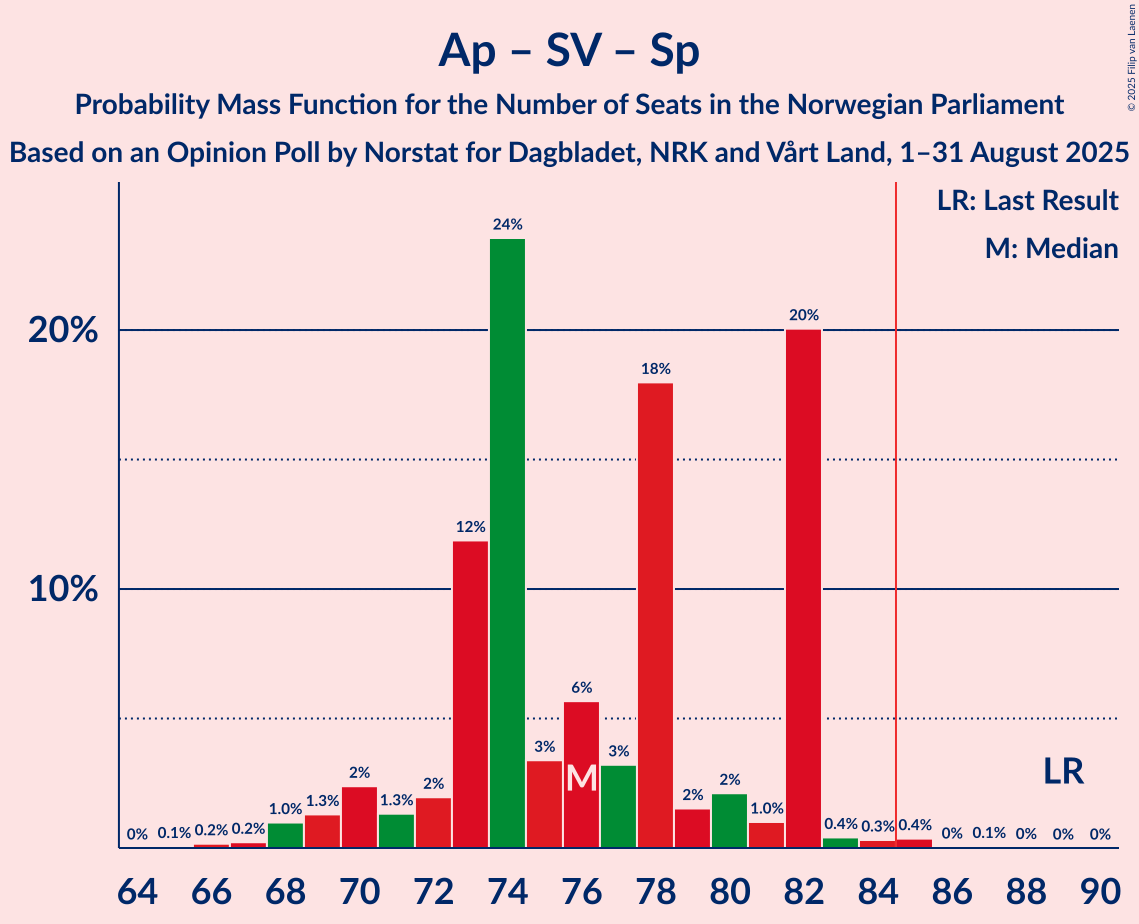 © 2025 Filip van Laenen
Ap – SV – Sp
Probability Mass Function for the Number of Seats in the Norwegian Parliament
Based on an Opinion Poll by Norstat for Dagbladet, NRK and Vårt Land, 1–31 August 2025
LR: Last Result
M: Median
20%
10%
0% 0.1% 0.2% 0.2% 1.0% 1.3% 2% 1.3% 2% 12% 24% 3% 6% 3% 18% 2% 2% 1.0% 20% 0.4% 0.3% 0.4% 0% 0.1% 0% 0% 0%
M
LR
64 66 68 70 72 74 76 78 80 82 84 86 88 90